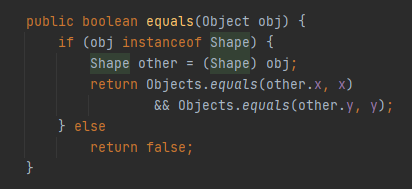 public boolean equals(Object obj) {
    if (obj instanceof Shape) {
        Shape other = (Shape) obj;
        return Objects.equals(other.x, x)
                && Objects.equals(other.y, y);
    } else
        return false;
}